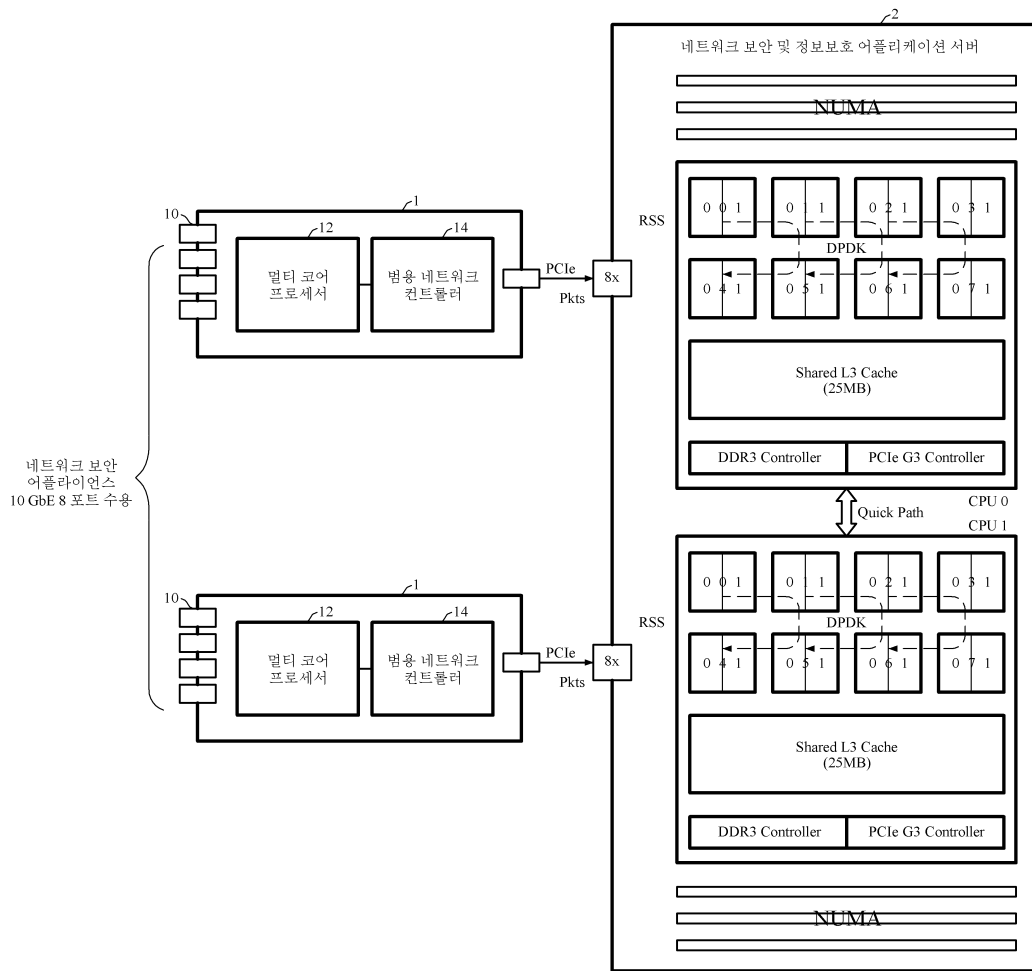 2
네트워크 보안 및 정보보호 어플리케이션 서버
NUMA
1
10
12
14
멀티 코어
프로세서
범용 네트워크
컨트롤러
PCIe
Pkts
8x
RSS
0 0 1
0 1 1
0 2 1
0 3 1
DPDK
0 4 1
0 5 1
0 6 1
0 7 1
Shared L3 Cache
(25MB)
DDR3 Controller
PCIe G3 Controller
네트워크 보안
어플라이언스
10 GbE 8 포트 수용
CPU 0
Quick Path
CPU 1
1
10
12
14
멀티 코어
프로세서
범용 네트워크
컨트롤러
PCIe
Pkts
8x
RSS
0 0 1
0 1 1
0 2 1
0 3 1
DPDK
0 4 1
0 5 1
0 6 1
0 7 1
Shared L3 Cache
(25MB)
DDR3 Controller
PCIe G3 Controller
NUMA